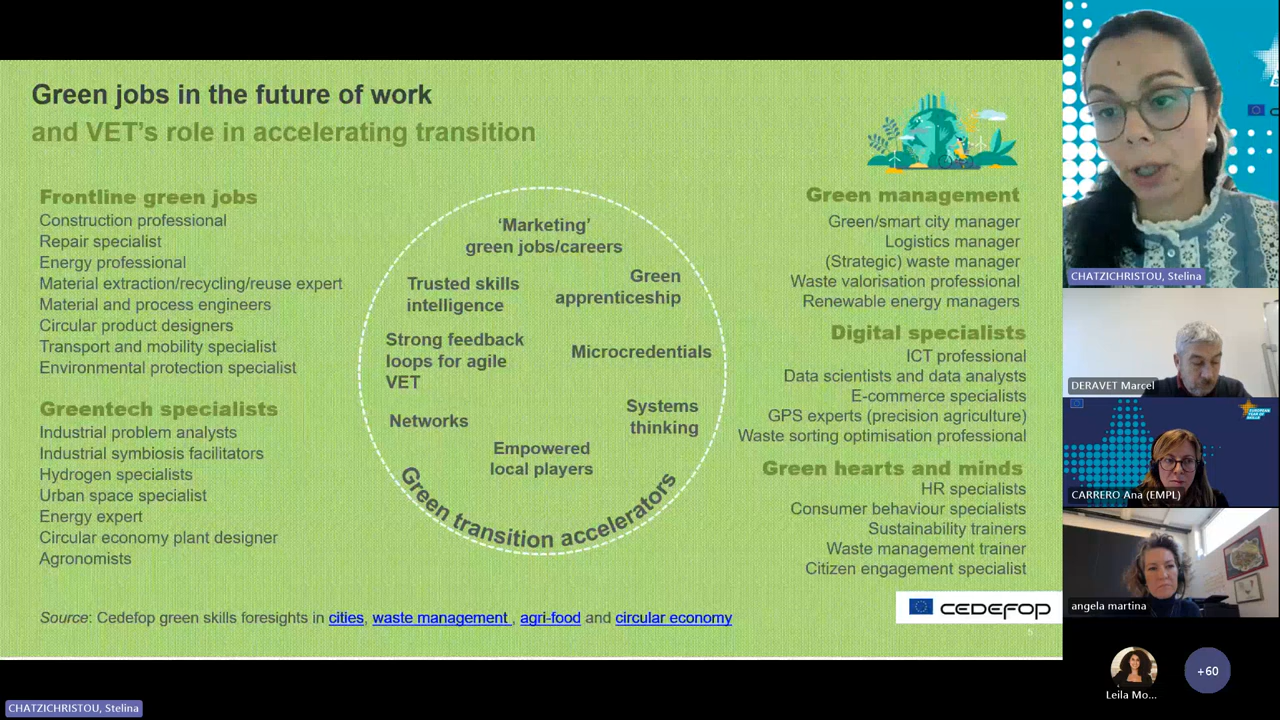 Green jobs in the future of work
and VET's role in accelerating transition
Frontline green jobs
Construction professional
Repair specialist
Energy professional
Material extraction/recycling/reuse expert
Material and process engineers
Circular product designers
Transport and mobility specialist
Environmental protection specialist
Greentech specialists
Industrial problem analysts
Industrial symbiosis facilitators
Hydrogen specialists
Urban space specialist
Energy expert
Circular economy plant designer
Agronomists
'Marketing'
green jobs/careers
Trusted skills
intelligence
Green
apprenticeship
Strong feedback
loops for agile
VET
Microcredentials
Networks
Systems
thinking
Empowered
local players
Green transition accelerators
Green management
Green/smart city manager
Logistics manager
(Strategic) waste manager
Waste valorisation professional
Renewable energy managers
Digital specialists
ICT professional
Data scientists and data analysts
E-commerce specialists
GPS experts (precision agriculture)
Waste sorting optimisation professional
Green hearts and minds
HR specialists
Consumer behaviour specialists
Sustainability trainers
Waste management trainer
Citizen engagement specialist
Source: Cedefop green skills foresights in cities, waste management , agri-food and circular economy
CEDEFOP
5
CHATZICHRISTOU, Stelina
DERAVET Marcel
EUROPEAN
YEAR OF
SKILLS
CARRERO Ana (EMPL)
angela martina
Leila Mo...
+60
CHATZICHRISTOU, Stelina